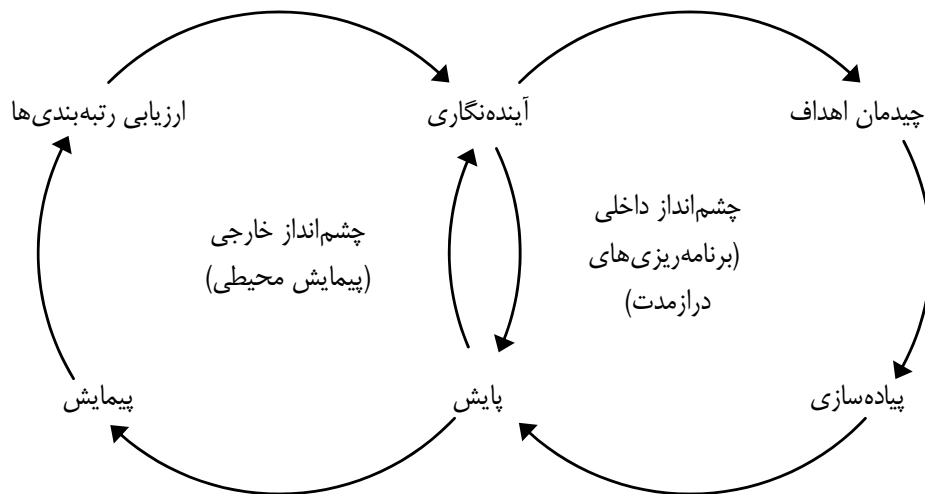 چیدمان اهداف
آینده‌نگاری
ارزیابی رتبه‌بندی‌ها
چشم‌انداز داخلی
(برنامه‌ریزی‌های
درازمدت)
چشم‌انداز خارجی
(پیمایش محیطی)
پیاده‌سازی
پایش
پیمایش